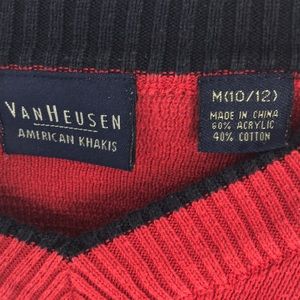 VANHEUSEN
AMERICAN KHAKIS
M(10/12)
MADE IN CHINA
60% ACRYLIC
40% COTTON